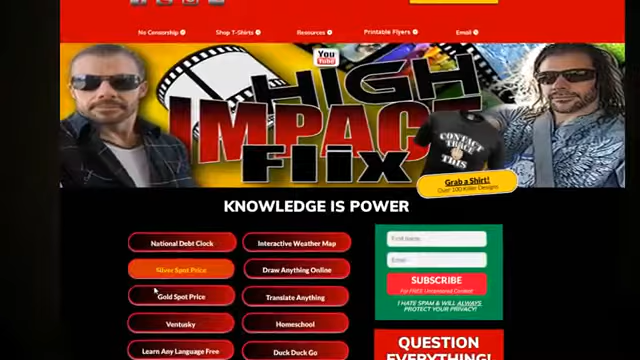 No Censorship
Shop T-Shirts
Resources
Printable Flyers
Email
You
Tube
HIGH
IMPACT
Flix
CONTACT
TRACE
THIS
Grab a Shirt!
Over 100 Killer Designs
KNOWLEDGE IS POWER
National Debt Clock
Interactive Weather Map
Silver Spot Price
Draw Anything Online
Gold Spot Price
Translate Anything
Ventusky
Homeschool
Learn Any Language Free
Duck Duck Go
First name
Email
SUBSCRIBE
For FREE Uncensored Content
I HATE SPAM & WILL ALWAYS
PROTECT YOUR PRIVACY!
QUESTION
EVERYTHING!